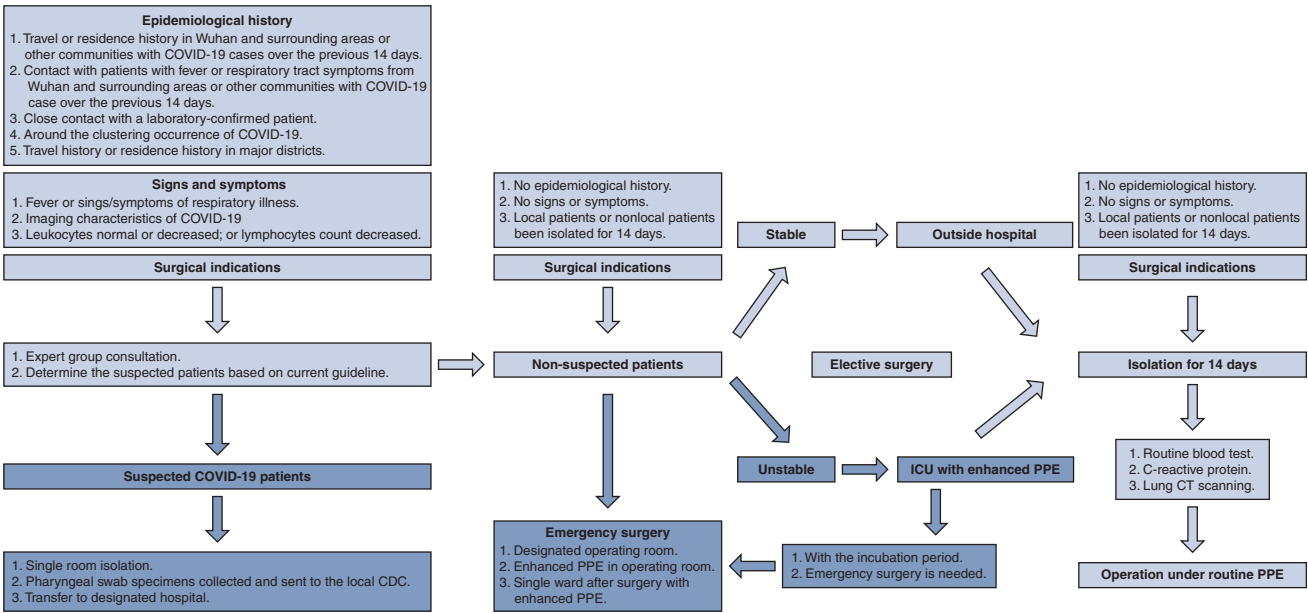 Epidemiological history
1. Travel or residence history in Wuhan and surrounding areas or
other communities with COVID-19 cases over the previous 14 days.
2. Contact with patients with fever or respiratory tract symptoms from
Wuhan and surrounding areas or other communities with COVID-19
case over the previous 14 days.
3. Close contact with a laboratory-confirmed patient.
4. Around the clustering occurrence of COVID-19.
5. Travel history or residence history in major districts.
Signs and symptoms
1. Fever or sings/symptoms of respiratory illness.
2. Imaging characteristics of COVID-19
3. Leukocytes normal or decreased; or lymphocytes count decreased.
Surgical indications
1. Expert group consultation.
2. Determine the suspected patients based on current guideline.
Suspected COVID-19 patients
1. Single room isolation.
2. Pharyngeal swab specimens collected and sent to the local CDC.
3. Transfer to designated hospital.
1. No epidemiological history.
2. No signs or symptoms.
3. Local patients or nonlocal patients
been isolated for 14 days.
Surgical indications
Non-suspected patients
Emergency surgery
1. Designated operating room.
2. Enhanced PPE in operating room.
3. Single ward after surgery with
enhanced PPE.
Stable
Outside hospital
Elective surgery
Unstable
ICU with enhanced PPE
1. With the incubation period.
2. Emergency surgery is needed.
1. No epidemiological history.
2. No signs or symptoms.
3. Local patients or nonlocal patients
been isolated for 14 days.
Surgical indications
Isolation for 14 days
1. Routine blood test.
2. C-reactive protein.
3. Lung CT scanning.
Operation under routine PPE